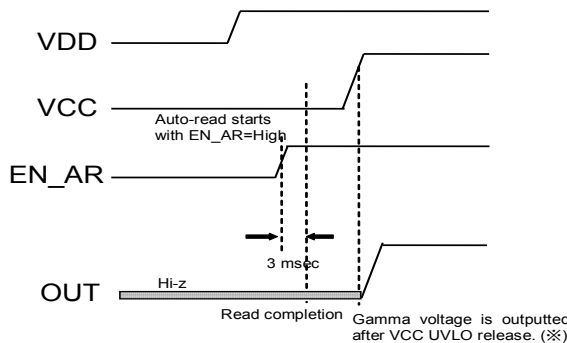 VDD
VCC
Auto-read starts
with EN_AR=High
EN_AR
3 msec
Hi-z
OUT
Read completion
Gamma voltage is outputted
after VCC UVLO release. (※)